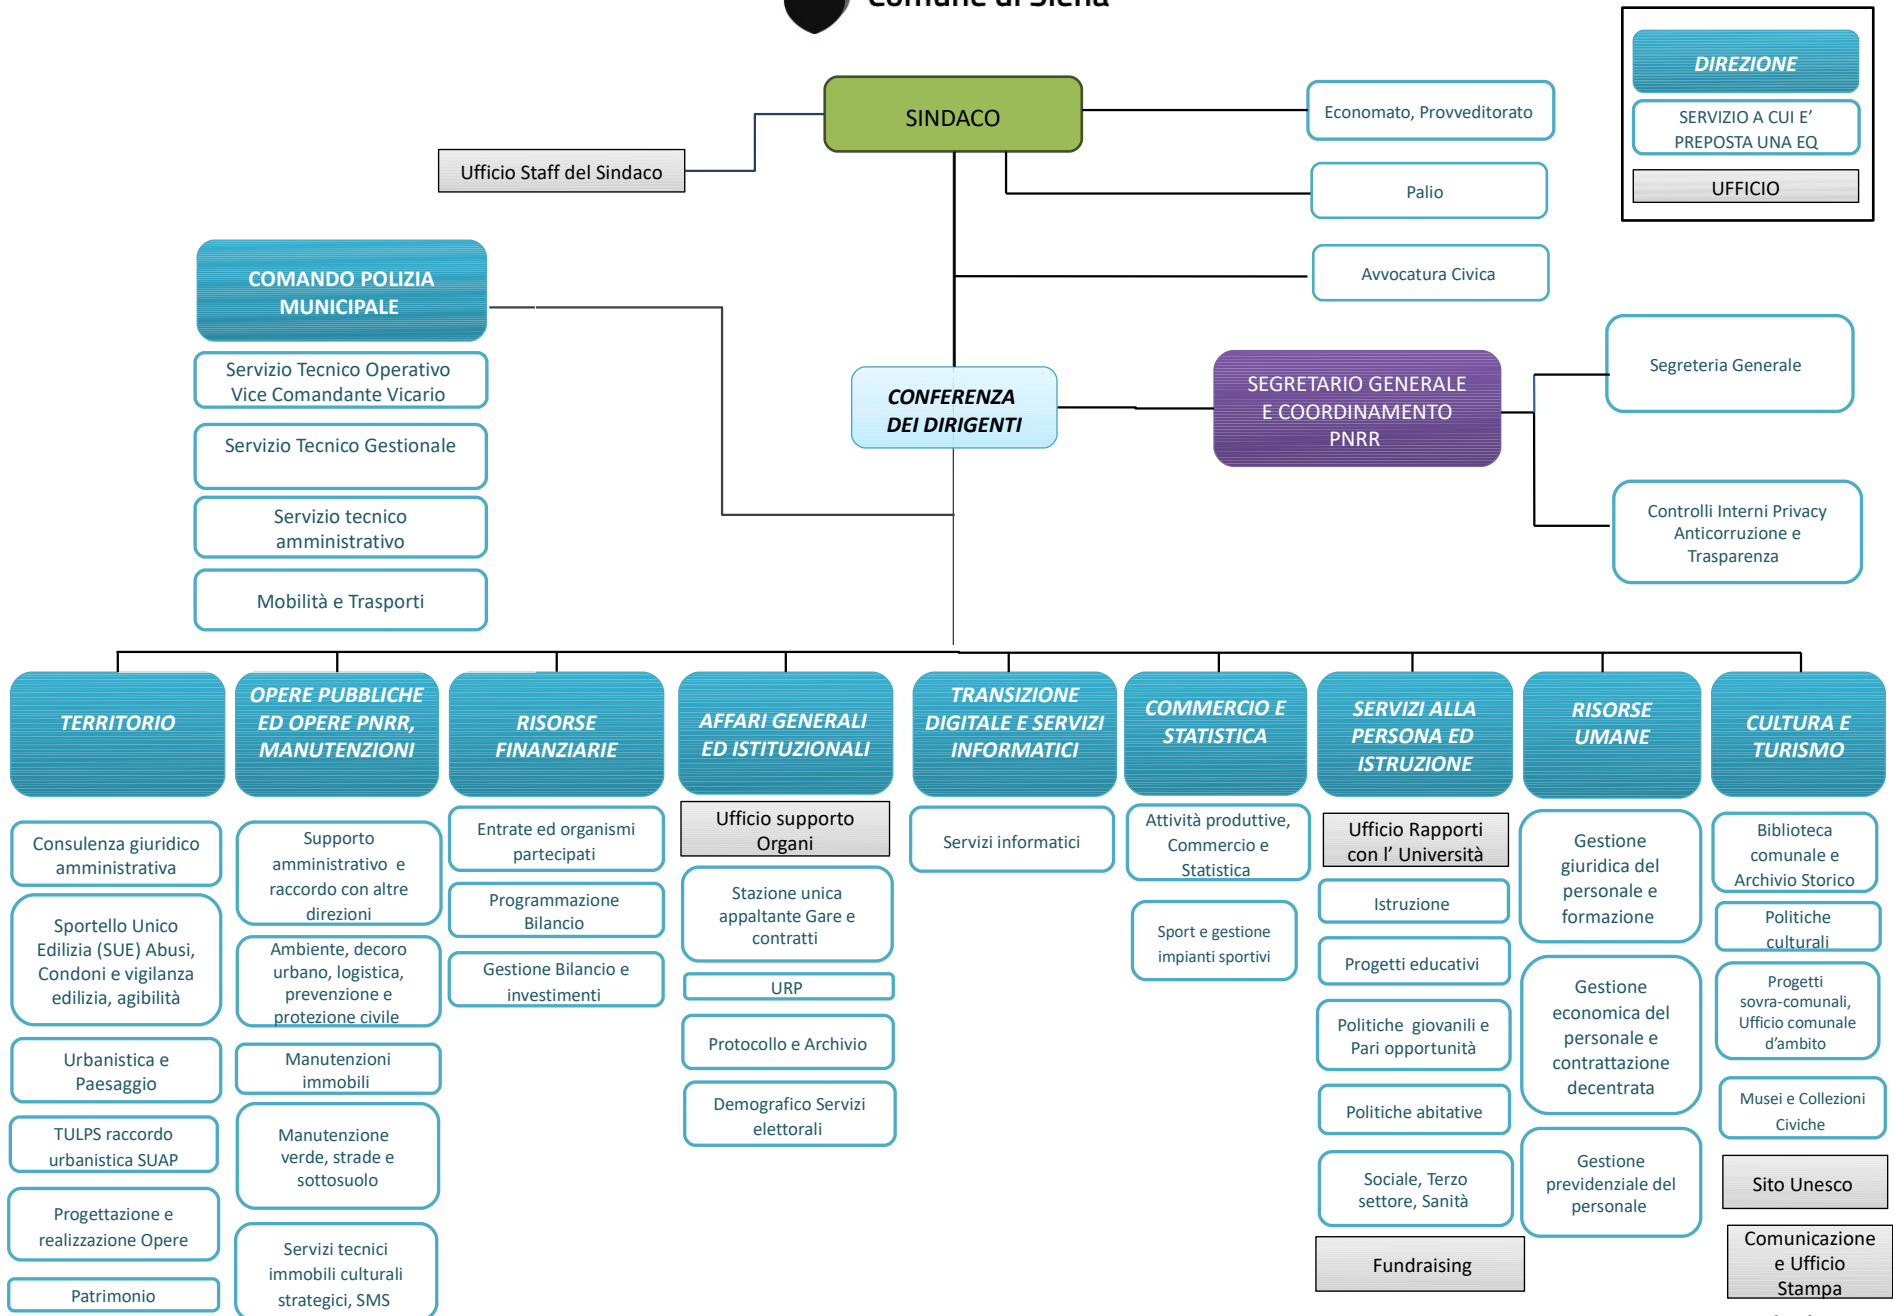 Comune di Siena
DIREZIONE
SERVIZIO A CUI E'
PREPOSTA UNA EQ
UFFICIO
SINDACO
Economato, Provveditorato
Ufficio Staff del Sindaco
Palio
Avvocatura Civica
COMANDO POLIZIA
MUNICIPALE
Servizio Tecnico Operativo
Vice Comandante Vicario
Servizio Tecnico Gestionale
Servizio tecnico
amministrativo
Mobilità e Trasporti
CONFERENZA
DEI DIRIGENTI
SEGRETARIO GENERALE
E COORDINAMENTO
PNRR
Segreteria Generale
Controlli Interni Privacy
Anticorruzione e
Trasparenza
TERRITORIO
Consulenza giuridico
amministrativa
Sportello Unico
Edilizia (SUE) Abusi,
Condoni e vigilanza
edilizia, agibilità
Urbanistica e
Paesaggio
TULPS raccordo
urbanistica SUAP
Progettazione e
realizzazione Opere
Patrimonio
OPERE PUBBLICHE
ED OPERE PNRR,
MANUTENZIONI
Supporto
amministrativo e
raccordo con altre
direzioni
Ambiente, decoro
urbano, logistica,
prevenzione e
protezione civile
Manutenzioni
immobili
Manutenzione
verde, strade e
sottosuolo
Servizi tecnici
immobili culturali
strategici, SMS
RISORSE
FINANZIARIE
Entrate ed organismi
partecipati
Programmazione
Bilancio
Gestione Bilancio e
investimenti
AFFARI GENERALI
ED ISTITUZIONALI
Ufficio supporto
Organi
Stazione unica
appaltante Gare e
contratti
URP
Protocollo e Archivio
Demografico Servizi
elettorali
TRANSIZIONE
DIGITALE E SERVIZI
INFORMATICI
Servizi informatici
COMMERCIO E
STATISTICA
Attività produttive,
Commercio e
Statistica
Sport e gestione
impianti sportivi
SERVIZI ALLA
PERSONA ED
ISTRUZIONE
Ufficio Rapporti
con l' Università
Istruzione
Progetti educativi
Politiche giovanili e
Pari opportunità
Politiche abitative
Sociale, Terzo
settore, Sanità
Fundraising
RISORSE
UMANE
Gestione
giuridica del
personale e
formazione
Gestione
economica del
personale e
contrattazione
decentrata
Gestione
previdenziale del
personale
CULTURA E
TURISMO
Biblioteca
comunale e
Archivio Storico
Politiche
culturali
Progetti
sovra-comunali,
Ufficio comunale
d'ambito
Musei e Collezioni
Civiche
Sito Unesco
Comunicazione
e Ufficio
Stampa